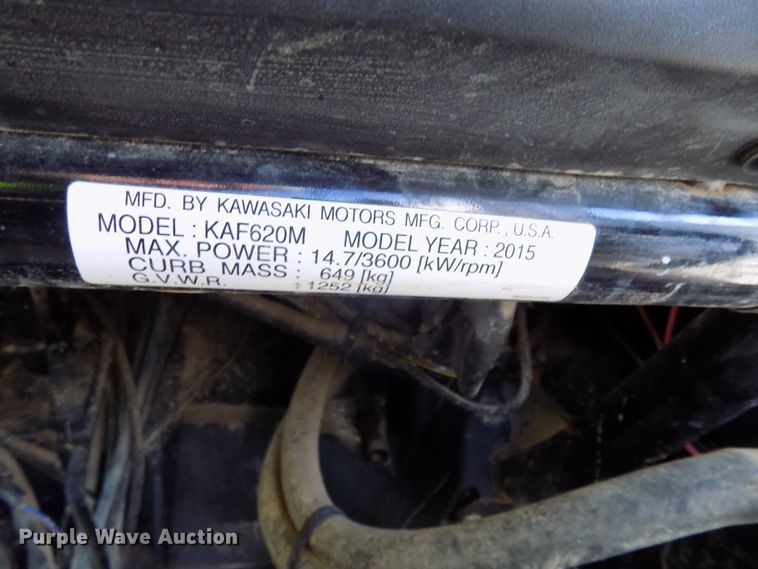 MFD. BY KAWASAKI MOTORS MFG. CORP., U.S.A.
MODEL : KAF620M MODEL YEAR : 2015
MAX. POWER : 14.7/3600 [kW/rpm]
CURB MASS : 649 [kg]
G.V.W.R. : 1252 [kg]
Purple Wave Auction